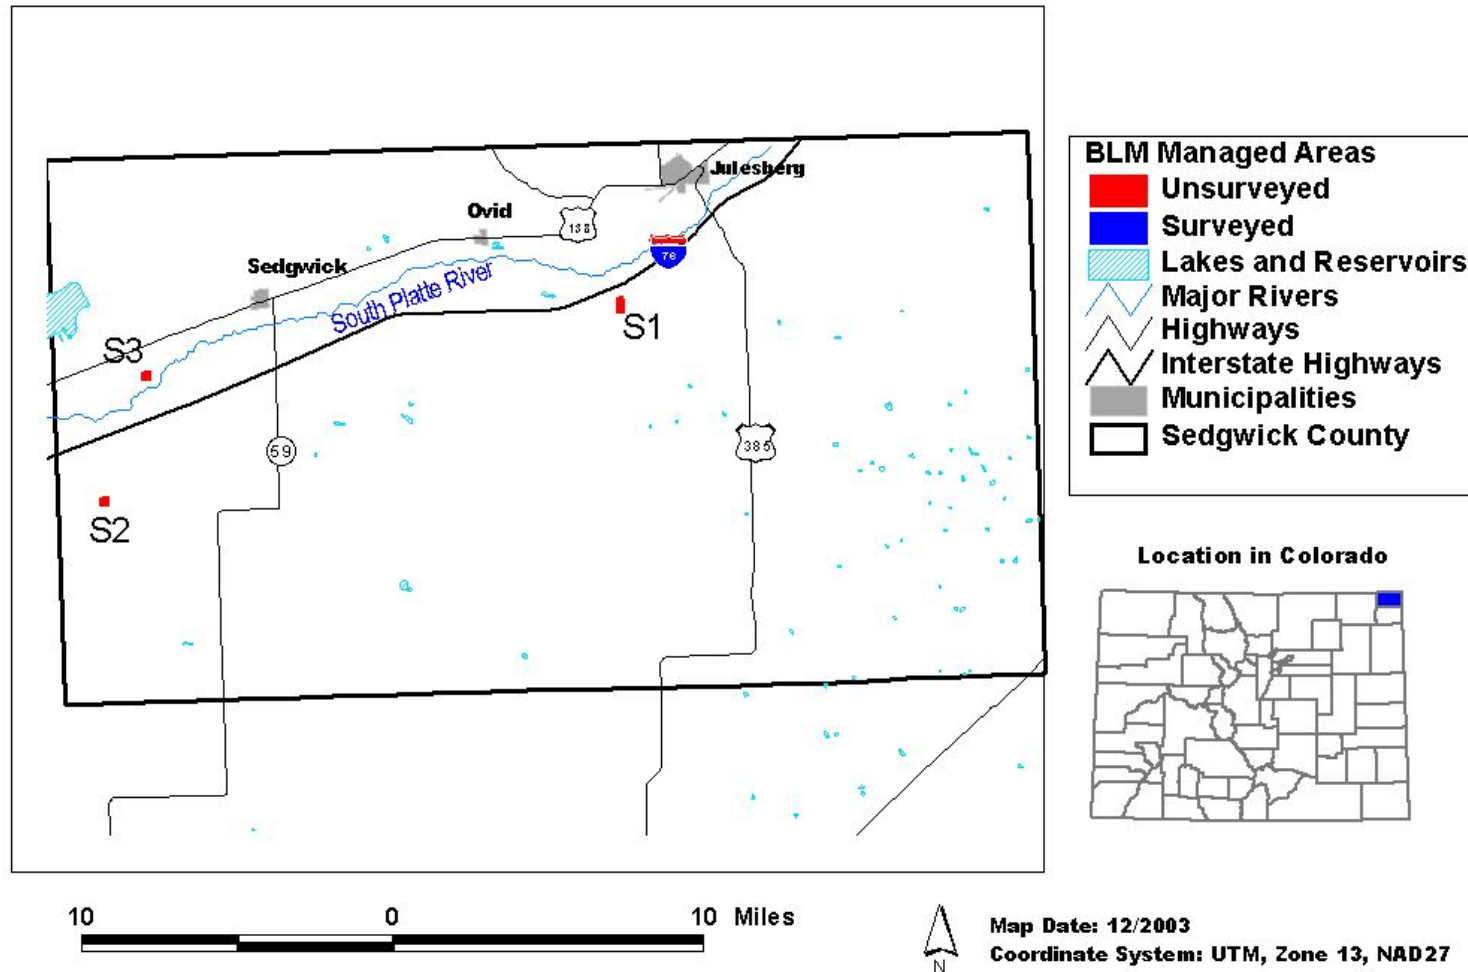 Julesberg
Ovid
138
Sedgwick
76
South Platte River
S1
S3
59
385
S2
BLM Managed Areas
Unsurveyed
Surveyed
Lakes and Reservoirs
Major Rivers
Highways
Interstate Highways
Municipalities
Sedgwick County
Location in Colorado
10 0 10 Miles
N
Map Date: 12/2003
Coordinate System: UTM, Zone 13, NAD27